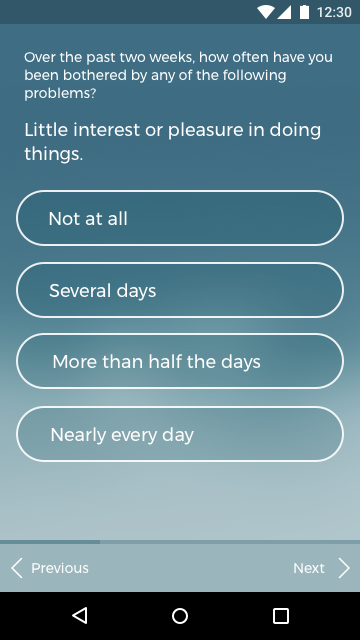 12:30
Over the past two weeks, how often have you
been bothered by any of the following
problems?
Little interest or pleasure in doing
things.
Not at all
Several days
More than half the days
Nearly every day
Previous
Next